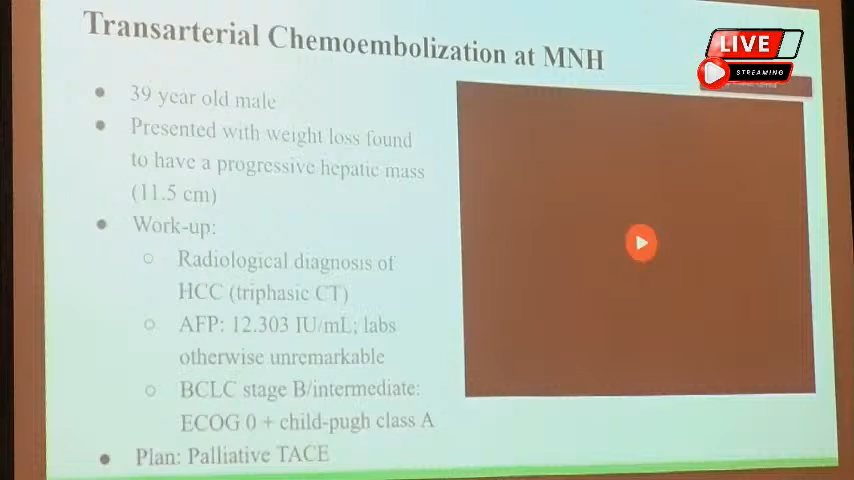 Transarterial Chemoembolization at MNH
LIVE
STREAMING
39 year old male
Presented with weight loss found
to have a progressive hepatic mass
(11.5 cm)
Work-up:
Radiological diagnosis of
HCC (triphasic CT)
AFP: 12.303 IU/mL; labs
otherwise unremarkable
BCLC stage B/intermediate:
ECOG 0 + child-pugh class A
Plan: Palliative TACE